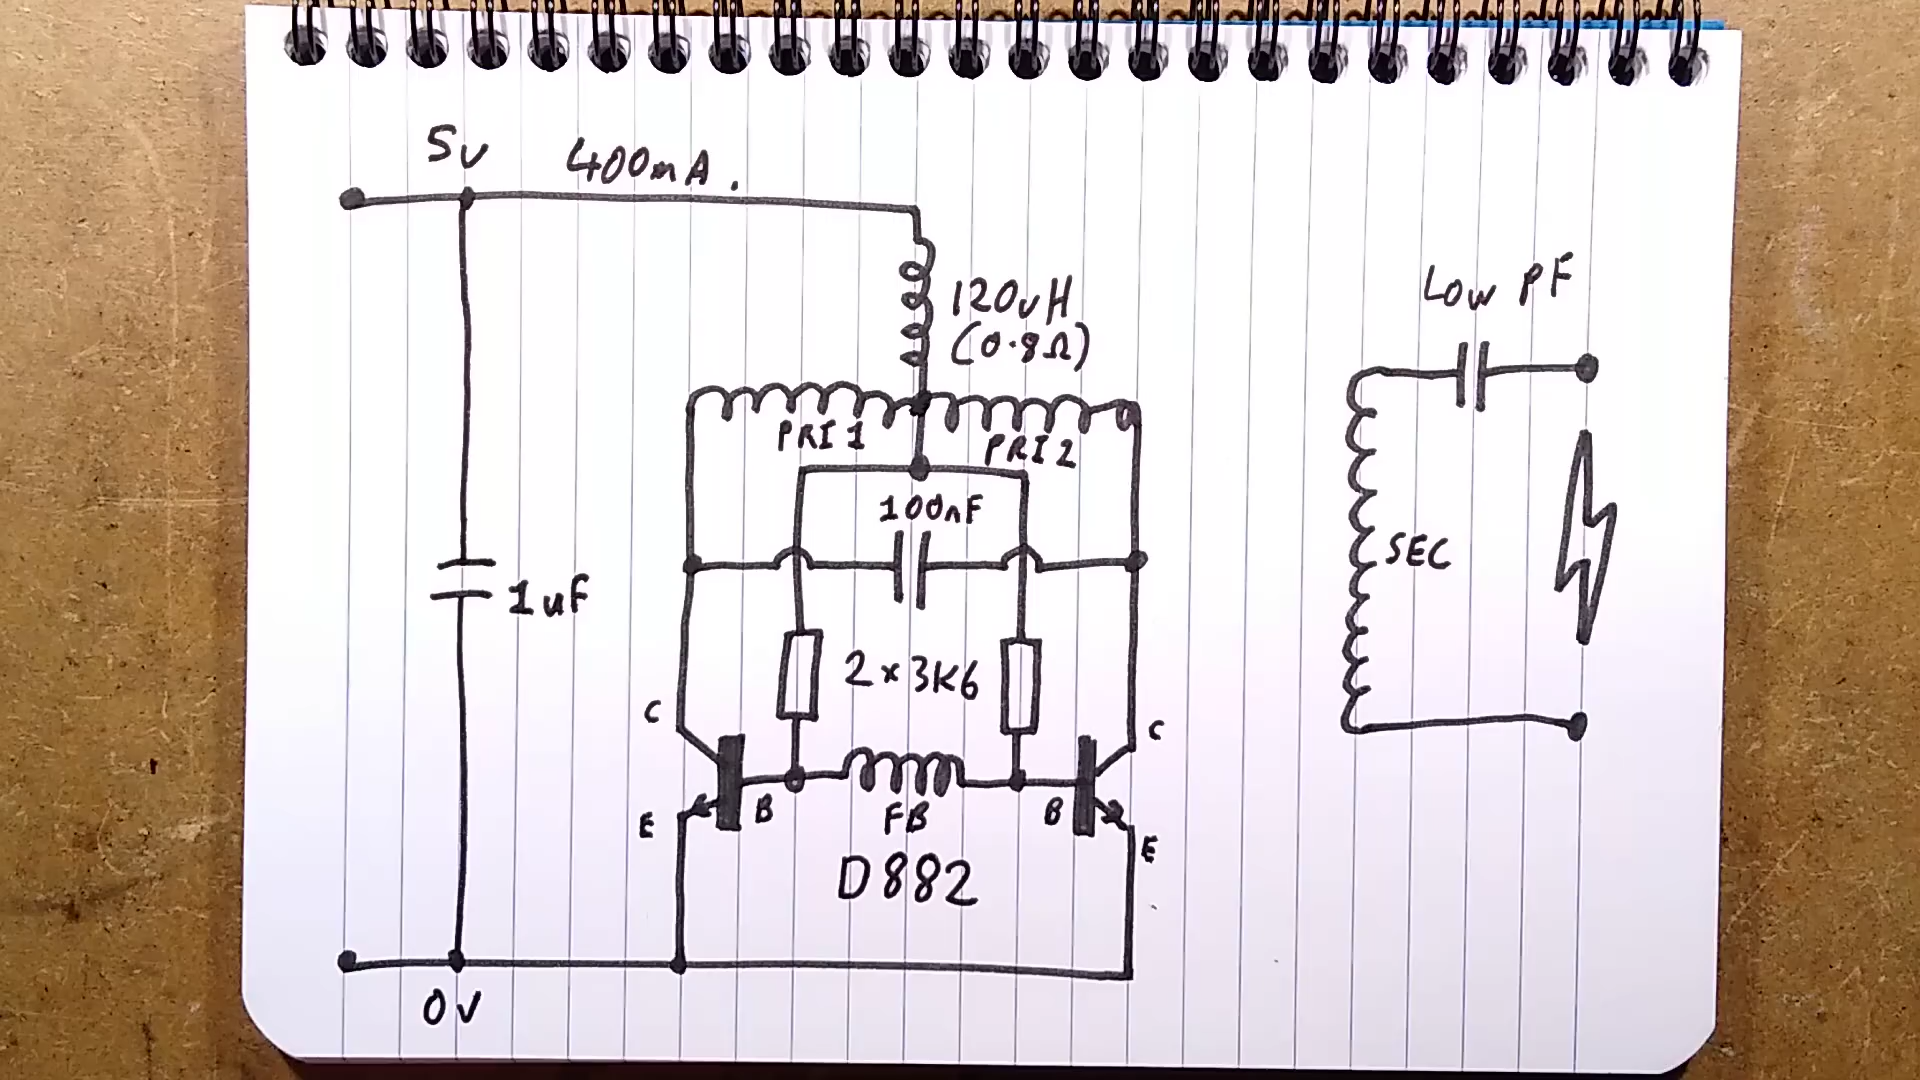 5v 400mA.
120uH
(0.8Ω)
PRI 1
PRI 2
100nF
1uF
2 × 3K6
C
C
E
B
FB
B
E
D882
0v
LOW PF
SEC